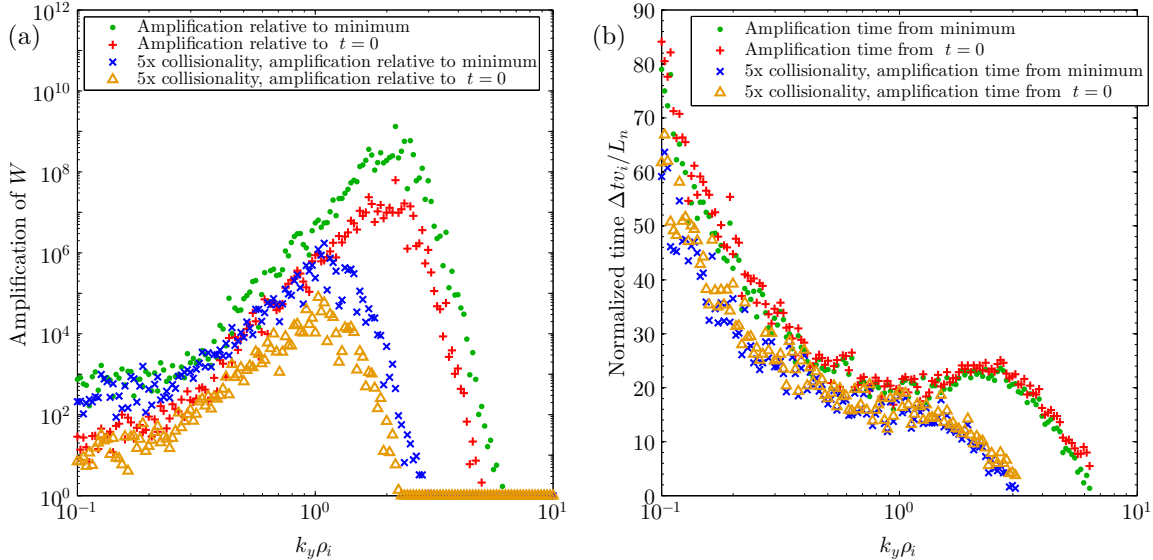 (a)
Amplification relative to minimum
Amplification relative to t = 0
5x collisionality, amplification relative to minimum
5x collisionality, amplification relative to t = 0
10^12
10^10
10^8
10^6
10^4
10^2
10^0
Amplification of W
10^−1
10^0
10^1
k_yρ_i
(b)
Amplification time from minimum
Amplification time from t = 0
5x collisionality, amplification time from minimum
5x collisionality, amplification time from t = 0
90
80
70
60
50
40
30
20
10
0
Normalized time Δtv_i/L_n
10^−1
10^0
10^1
k_yρ_i